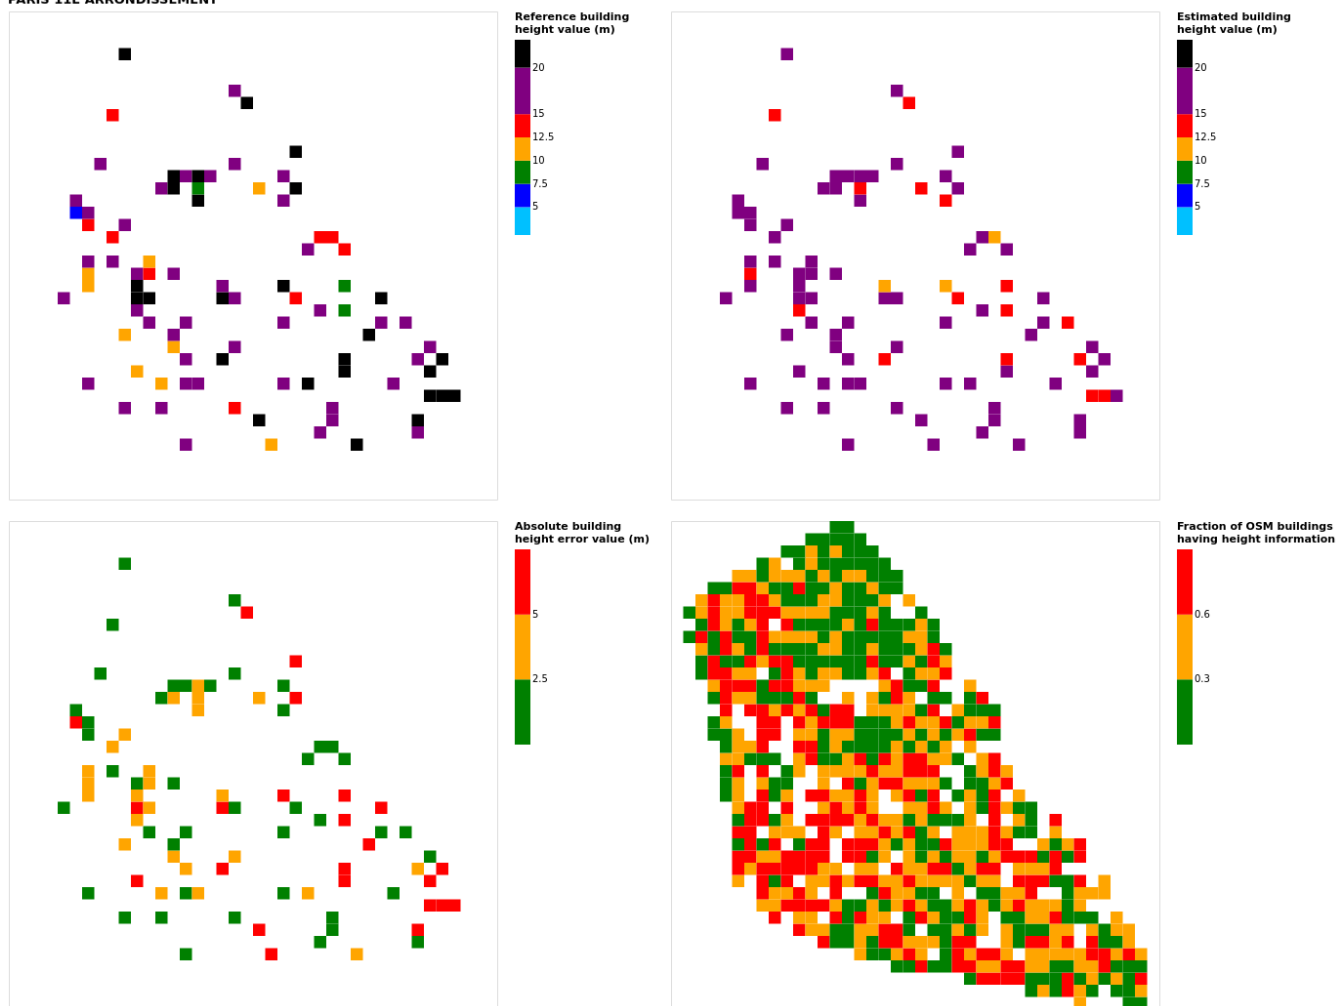 PARIS 11E ARRONDISSEMENT
Reference building
height value (m)
20
15
12.5
10
7.5
5
Estimated building
height value (m)
20
15
12.5
10
7.5
5
Absolute building
height error value (m)
5
2.5
Fraction of OSM buildings
having height information
0.6
0.3